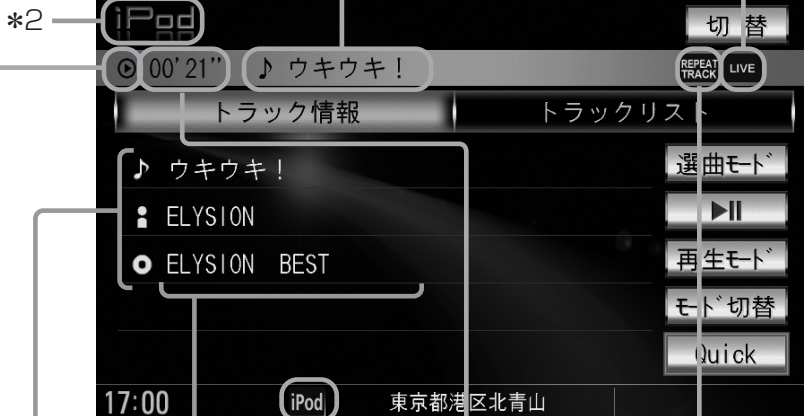 *2
iPod
切 替
00'21"
♪ ウキウキ！
REPEAT TRACK
LIVE
トラック情報
トラックリスト
♪ ウキウキ！
ELYSION
ELYSION BEST
選曲ﾓｰﾄﾞ
▶II
再生ﾓｰﾄﾞ
ﾓｰﾄﾞ切替
Quick
17:00
iPod
東京都港区北青山